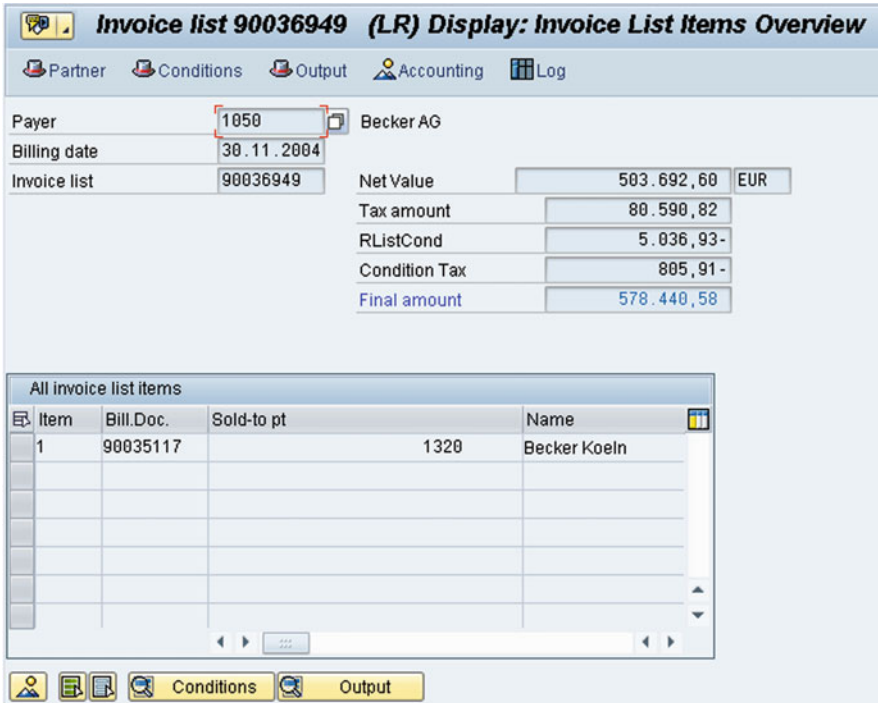 Invoice list 90036949 (LR) Display: Invoice List Items Overview
Partner Conditions Output Accounting Log
Payer 1050 Becker AG
Billing date 30.11.2004
Invoice list 90036949 Net Value 503.692,60 EUR
Tax amount 80.590,82
RListCond 5.036,93-
Condition Tax 805,91-
Final amount 578.440,58
All invoice list items
Item Bill.Doc. Sold-to pt Name
1 90035117 1320 Becker Koeln
Conditions Output